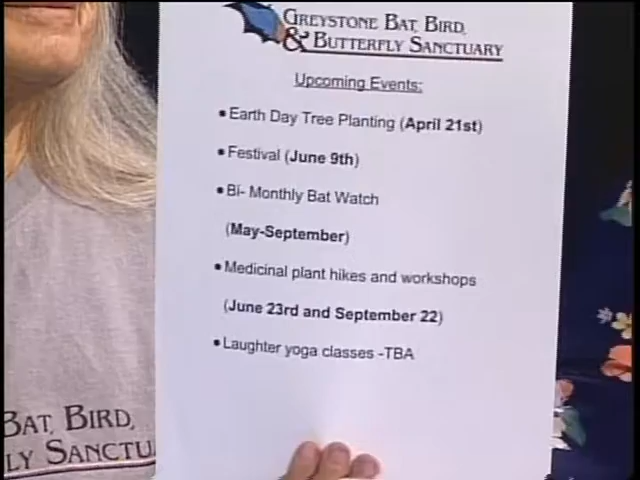 GREYSTONE BAT, BIRD,
& BUTTERFLY SANCTUARY
Upcoming Events:
• Earth Day Tree Planting (April 21st)
• Festival (June 9th)
• Bi- Monthly Bat Watch
(May-September)
• Medicinal plant hikes and workshops
(June 23rd and September 22)
• Laughter yoga classes -TBA
BAT, BIRD,
LY SANCTU